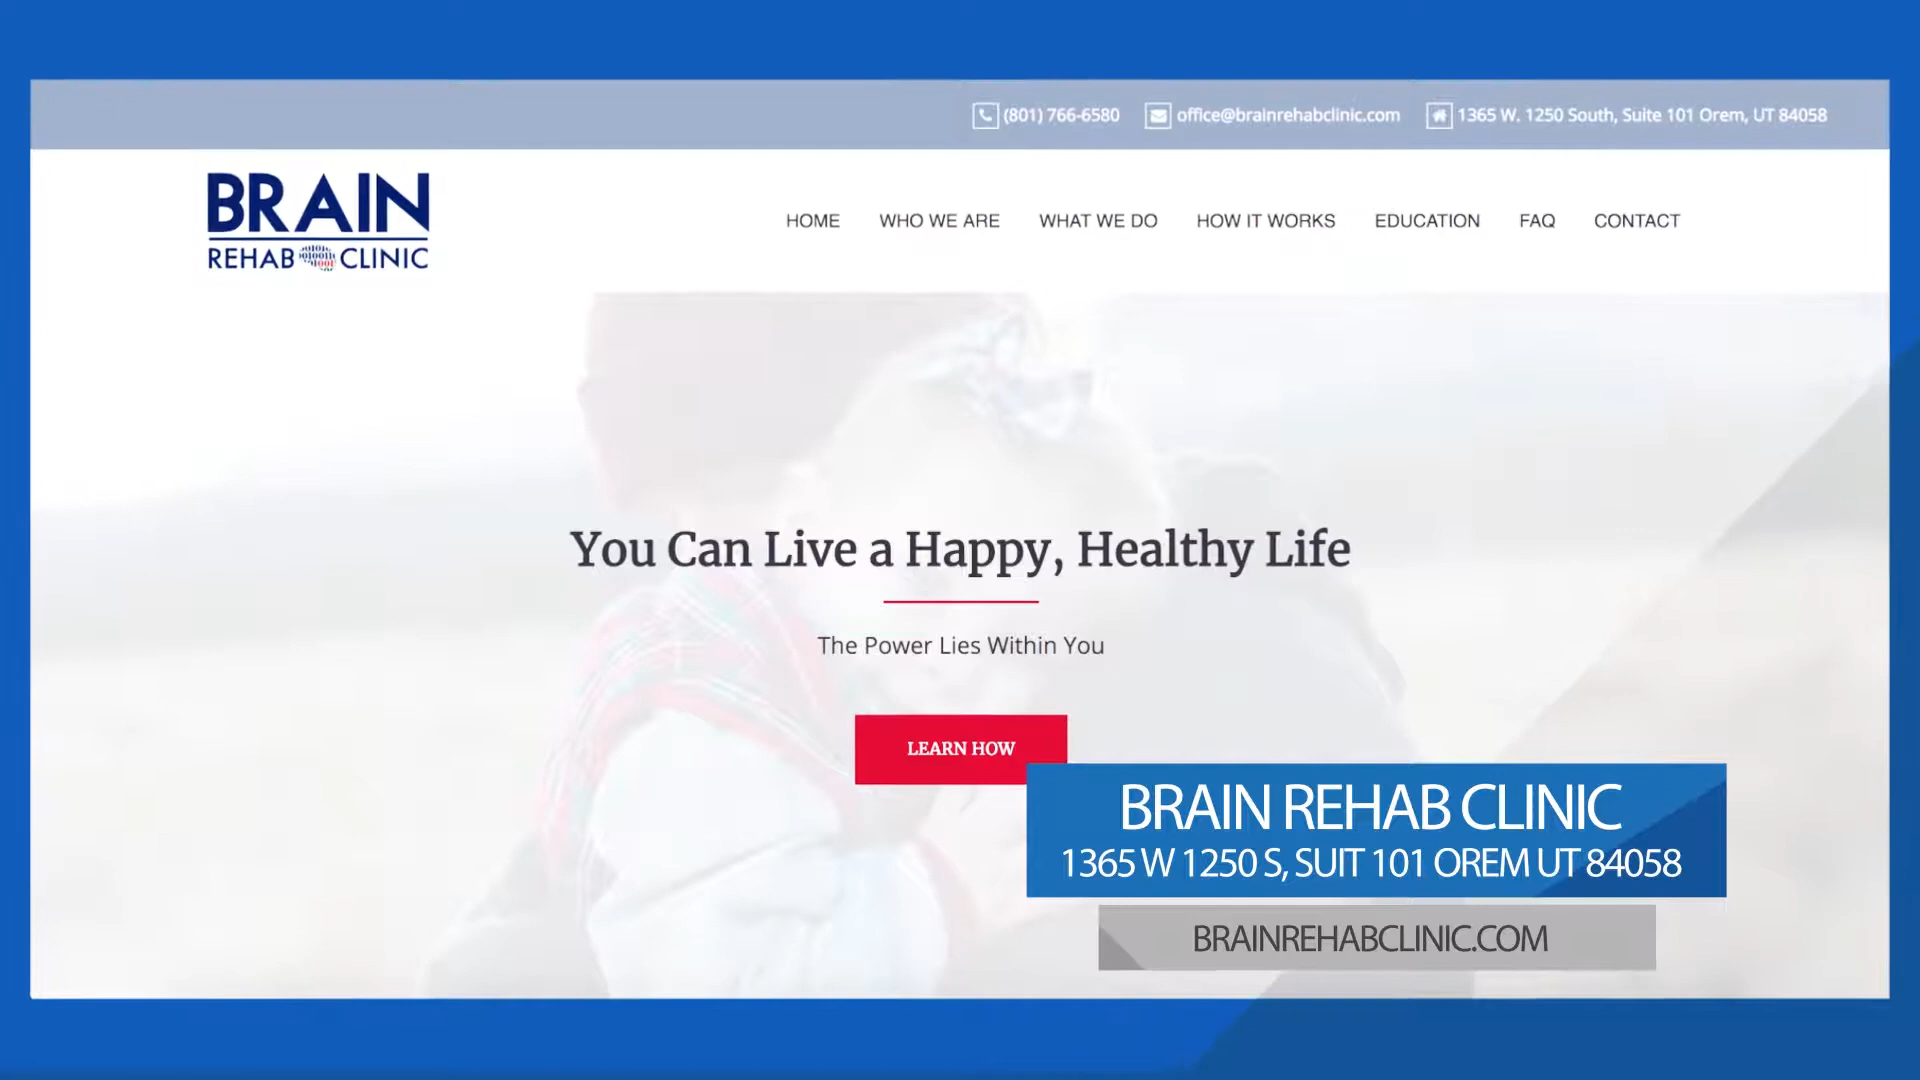 (801) 766-6580 office@brainrehabclinic.com 1365 W. 1250 South, Suite 101 Orem, UT 84058
BRAIN
REHAB CLINIC
HOME WHO WE ARE WHAT WE DO HOW IT WORKS EDUCATION FAQ CONTACT
You Can Live a Happy, Healthy Life
The Power Lies Within You
LEARN HOW
BRAIN REHAB CLINIC
1365 W 1250 S, SUIT 101 OREM UT 84058
BRAINREHABCLINIC.COM